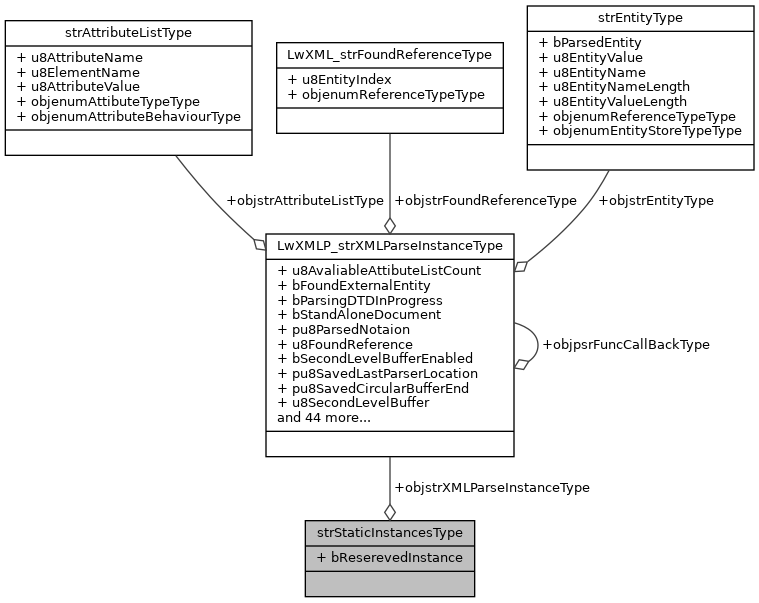 strAttributeListType
+ u8AttributeName
+ u8ElementName
+ u8AttributeValue
+ objenumAttibuteTypeType
+ objenumAttributeBehaviourType
LwXML_strFoundReferenceType
+ u8EntityIndex
+ objenumReferenceTypeType
strEntityType
+ bParsedEntity
+ u8EntityValue
+ u8EntityName
+ u8EntityNameLength
+ u8EntityValueLength
+ objenumReferenceTypeType
+ objenumEntityStoreTypeType
+objstrAttributeListType
+objstrFoundReferenceType
+objstrEntityType
LwXMLP_strXMLParseInstanceType
+ u8AvaliableAttibuteListCount
+ bFoundExternalEntity
+ bParsingDTDInProgress
+ bStandAloneDocument
+ pu8ParsedNotaion
+ u8FoundReference
+ bSecondLevelBufferEnabled
+ pu8SavedLastParserLocation
+ pu8SavedCircularBufferEnd
+ u8SecondLevelBuffer
and 44 more...
+objpsrFuncCallBackType
+objstrXMLParseInstanceType
strStaticInstancesType
+ bReserevedInstance